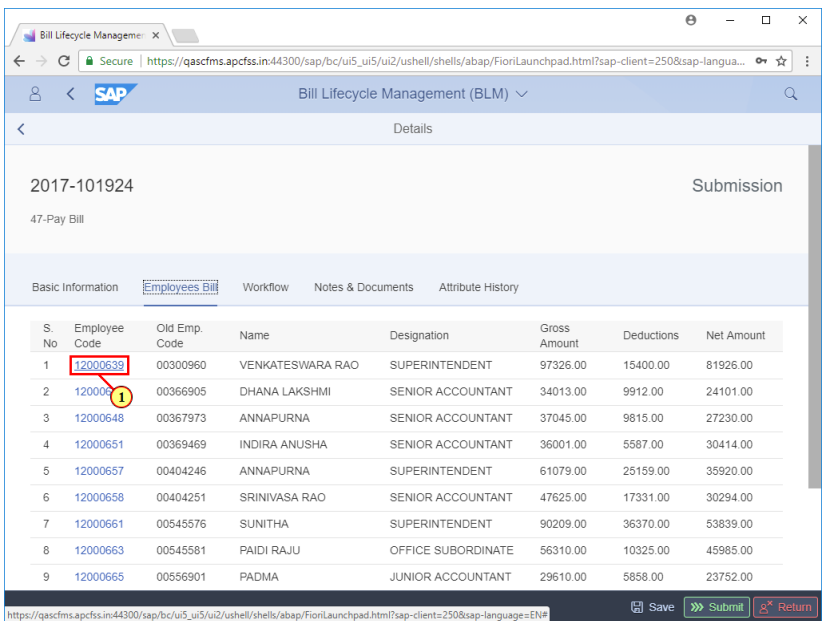 Bill Lifecycle Managemen
Secure https://qascfms.apcfss.in:44300/sap/bc/ui5_ui5/ui2/ushell/shells/abap/FioriLaunchpad.html?sap-client=250&sap-langua...
SAP Bill Lifecycle Management (BLM)
Details
2017-101924 Submission
47-Pay Bill
Basic Information Employees Bill Workflow Notes & Documents Attribute History
S. No Employee Code Old Emp. Code Name Designation Gross Amount Deductions Net Amount
1 12000639 00300960 VENKATESWARA RAO SUPERINTENDENT 97326.00 15400.00 81926.00
2 00366905 DHANA LAKSHMI SENIOR ACCOUNTANT 34013.00 9912.00 24101.00
1
3 12000648 00367973 ANNAPURNA SENIOR ACCOUNTANT 37045.00 9815.00 27230.00
4 12000651 00369469 INDIRA ANUSHA SENIOR ACCOUNTANT 36001.00 5587.00 30414.00
5 12000657 00404246 ANNAPURNA SUPERINTENDENT 61079.00 25159.00 35920.00
6 12000658 00404251 SRINIVASA RAO SENIOR ACCOUNTANT 47625.00 17331.00 30294.00
7 12000661 00545576 SUNITHA SUPERINTENDENT 90209.00 36370.00 53839.00
8 12000663 00545581 PAIDI RAJU OFFICE SUBORDINATE 56310.00 10325.00 45985.00
9 12000665 00556901 PADMA JUNIOR ACCOUNTANT 29610.00 5858.00 23752.00
Save Submit Return
https://qascfms.apcfss.in:44300/sap/bc/ui5_ui5/ui2/ushell/shells/abap/FioriLaunchpad.html?sap-client=250&sap-language=EN#